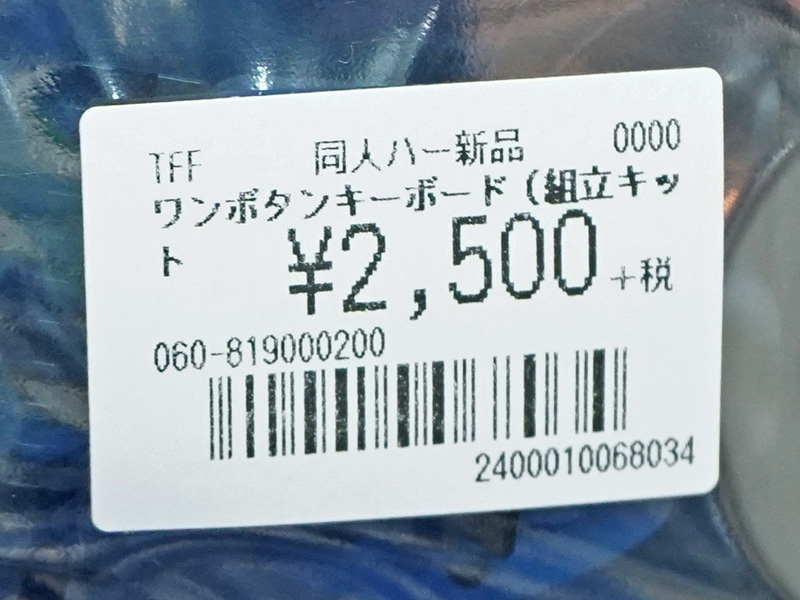 TFF 同人ハー新品 0000
ワンボタンキーボード（組立キッ
ト ¥2,500 +税
060-819000200
2400010068034